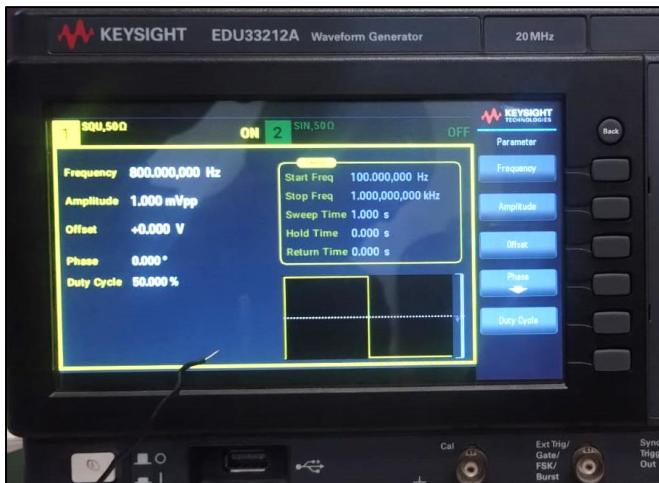 KEYSIGHT EDU33212A Waveform Generator 20 MHz
1 SQU,50Ω ON 2 SIN,50Ω OFF
KEYSIGHT
TECHNOLOGIES
Parameter
Back
Frequency 800.000,000 Hz
Amplitude 1.000 mVpp
Offset +0.000 V
Phase 0.000°
Duty Cycle 50.000 %
Start Freq 100.000,000 Hz
Stop Freq 1.000,000,000 kHz
Sweep Time 1.000 s
Hold Time 0.000 s
Return Time 0.000 s
Frequency
Amplitude
Offset
Phase
Duty Cycle
Cal
Ext Trig/
Gate/
FSK/
Burst
Sync
Trigg
Out